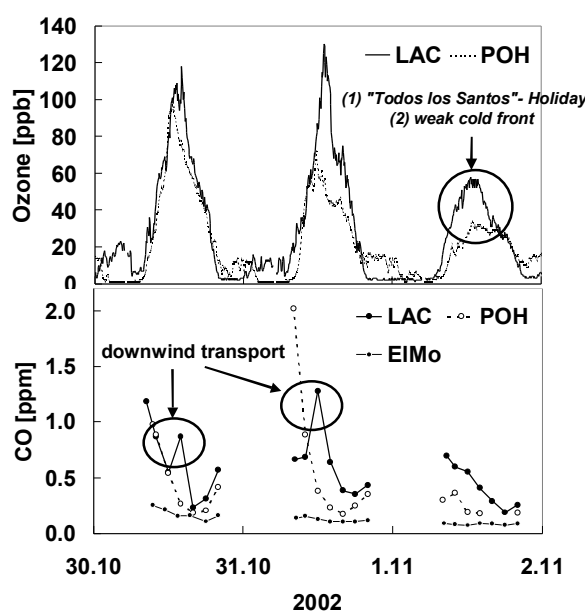 140
120
100
80
60
40
20
0
Ozone [ppb]
LAC POH
(1) "Todos los Santos"- Holiday
(2) weak cold front
2.0
1.5
1.0
0.5
0.0
CO [ppm]
LAC POH
ElMo
downwind transport
30.10 31.10 1.11 2.11
2002